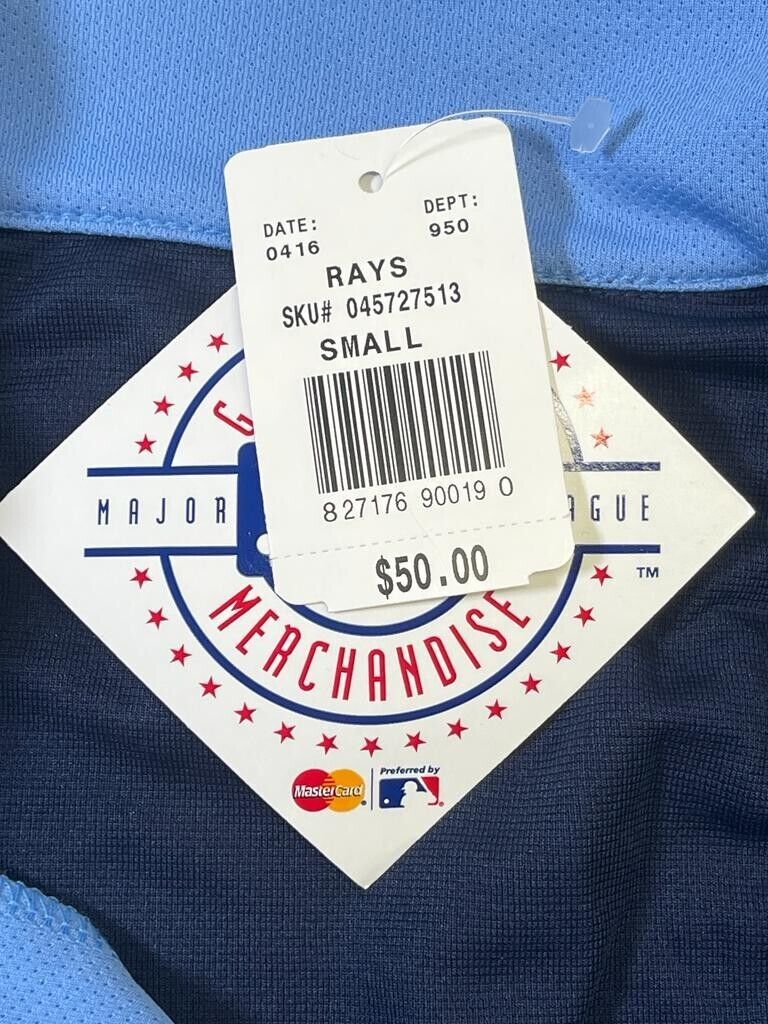 DATE:
0416
DEPT:
950
RAYS
SKU# 045727513
SMALL
8 27176 90019 0
$50.00
MAJOR
TM
MERCHANDISE
MasterCard
Preferred by